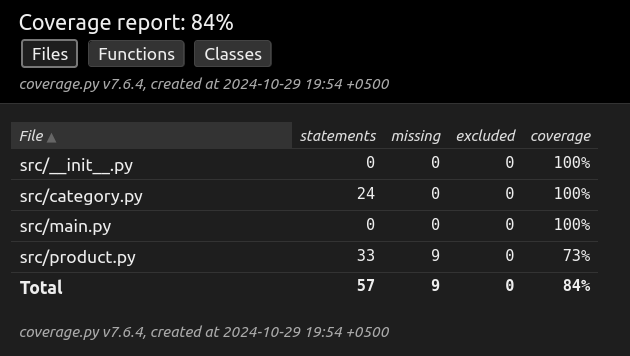 Coverage report: 84%
Files Functions Classes
coverage.py v7.6.4, created at 2024-10-29 19:54 +0500
File ▲ statements missing excluded coverage
src/__init__.py 0 0 0 100%
src/category.py 24 0 0 100%
src/main.py 0 0 0 100%
src/product.py 33 9 0 73%
Total 57 9 0 84%
coverage.py v7.6.4, created at 2024-10-29 19:54 +0500